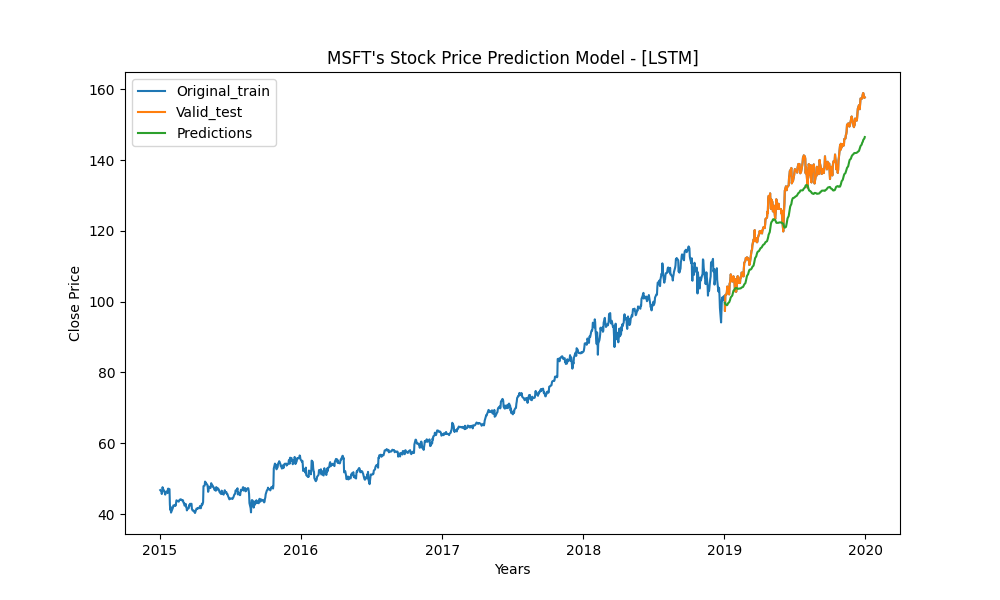 MSFT's Stock Price Prediction Model - [LSTM]
Original_train
Valid_test
Predictions
160
140
120
100
80
60
40
Close Price
2015 2016 2017 2018 2019 2020
Years